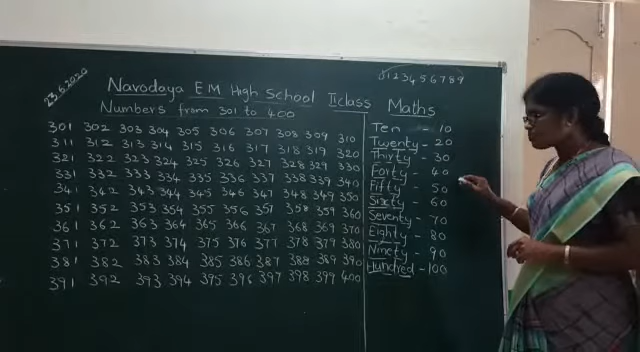 23.6.2020
0123456789
Navodaya EM High School II class Maths
Numbers from 301 to 400
301 302 303 304 305 306 307 308 309 310
311 312 313 314 315 316 317 318 319 320
321 322 323 324 325 326 327 328 329 330
331 332 333 334 335 336 337 338 339 340
341 342 343 344 345 346 347 348 349 350
351 352 353 354 355 356 357 358 359 360
361 362 363 364 365 366 367 368 369 370
371 372 373 374 375 376 377 378 379 380
381 382 383 384 385 386 387 388 389 390
391 392 393 394 395 396 397 398 399 400
Ten - 10
Twenty - 20
Thirty - 30
Forty - 40
Fifty - 50
Sixty - 60
Seventy - 70
Eighty - 80
Ninety - 90
Hundred - 100